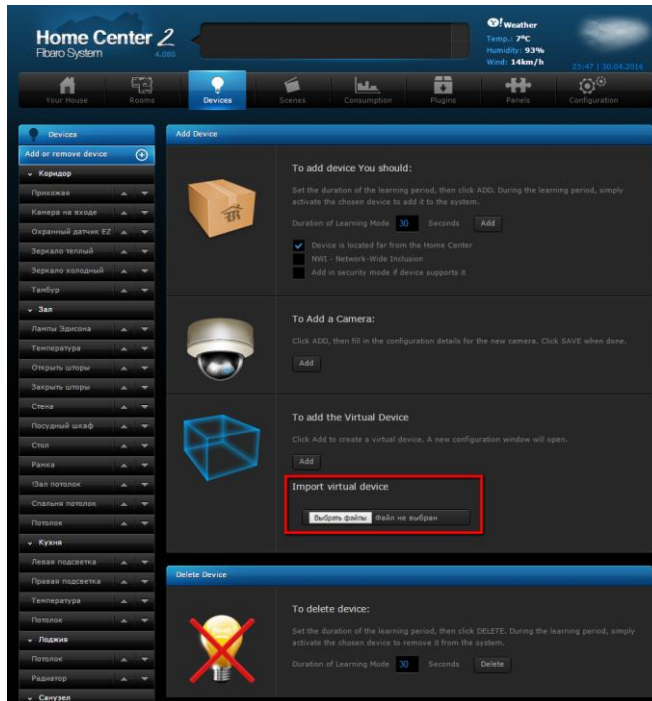 Home Center 2
Fibaro System
4.080
Weather
Temp.: 7°C
Humidity: 93%
Wind: 14km/h
23:47 | 30.04.2016
Your House
Rooms
Devices
Scenes
Consumption
Plugins
Panels
Configuration
Devices
Add or remove device
Коридор
Прихожая
Камера на входе
Охранный датчик EZ
Зеркало теплый
Зеркало холодный
Тамбур
Зал
Лампы Эдисона
Температура
Открыть шторы
Закрыть шторы
Стена
Посудный шкаф
Стол
Рамка
!Зал потолок
Спальня потолок
Потолок
Кухня
Левая подсветка
Правая подсветка
Температура
Потолок
Лоджия
Потолок
Радиатор
Санузел
Add Device
To add device You should:
Set the duration of the learning period, then click ADD. During the learning period, simply
activate the chosen device to add it to the system.
Duration of Learning Mode 30 Seconds Add
Device is located far from the Home Center
NWI - Network-Wide Inclusion
Add in security mode if device supports it
To Add a Camera:
Click ADD, then fill in the configuration details for the new camera. Click SAVE when done.
Add
To add the Virtual Device
Click Add to create a virtual device. A new configuration window will open.
Add
Import virtual device
Выбрать файлы Файл не выбран
Delete Device
To delete device:
Set the duration of the learning period, then click DELETE. During the learning period, simply
activate the chosen device to remove it from the system.
Duration of Learning Mode 30 Seconds Delete